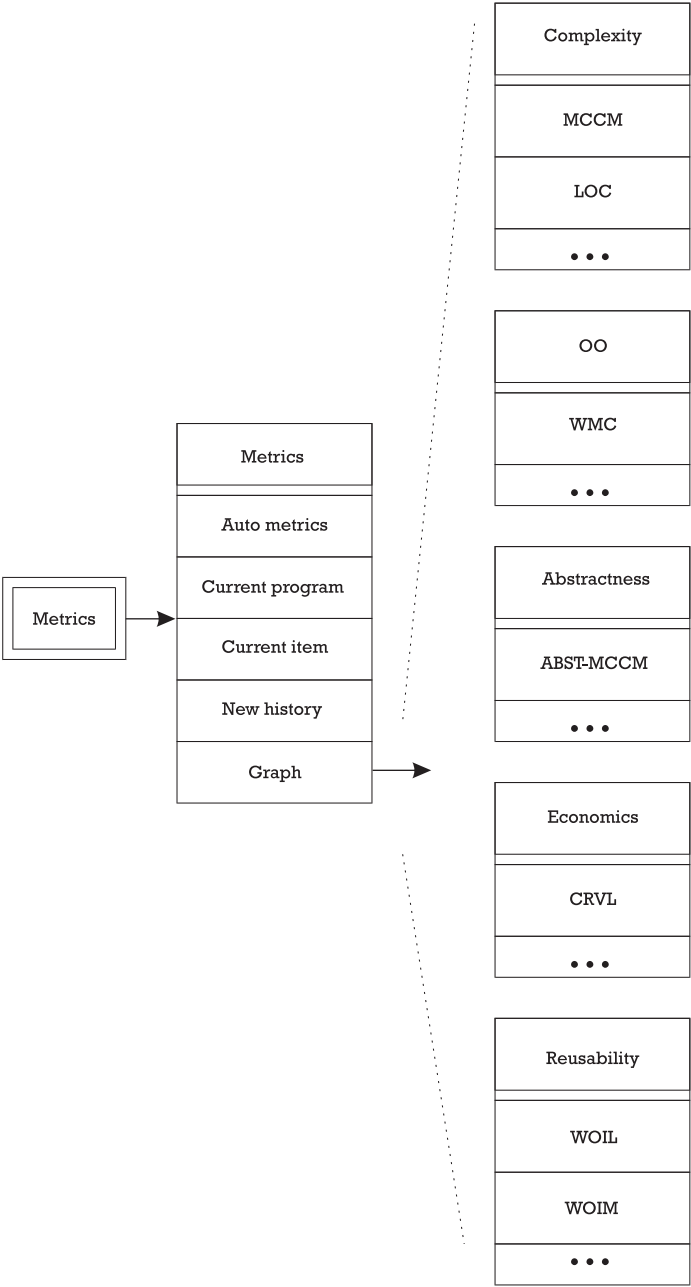 Metrics
Metrics
Auto metrics
Current program
Current item
New history
Graph
Complexity
MCCM
LOC
•••
OO
WMC
•••
Abstractness
ABST-MCCM
•••
Economics
CRVL
•••
Reusability
WOIL
WOIM
•••